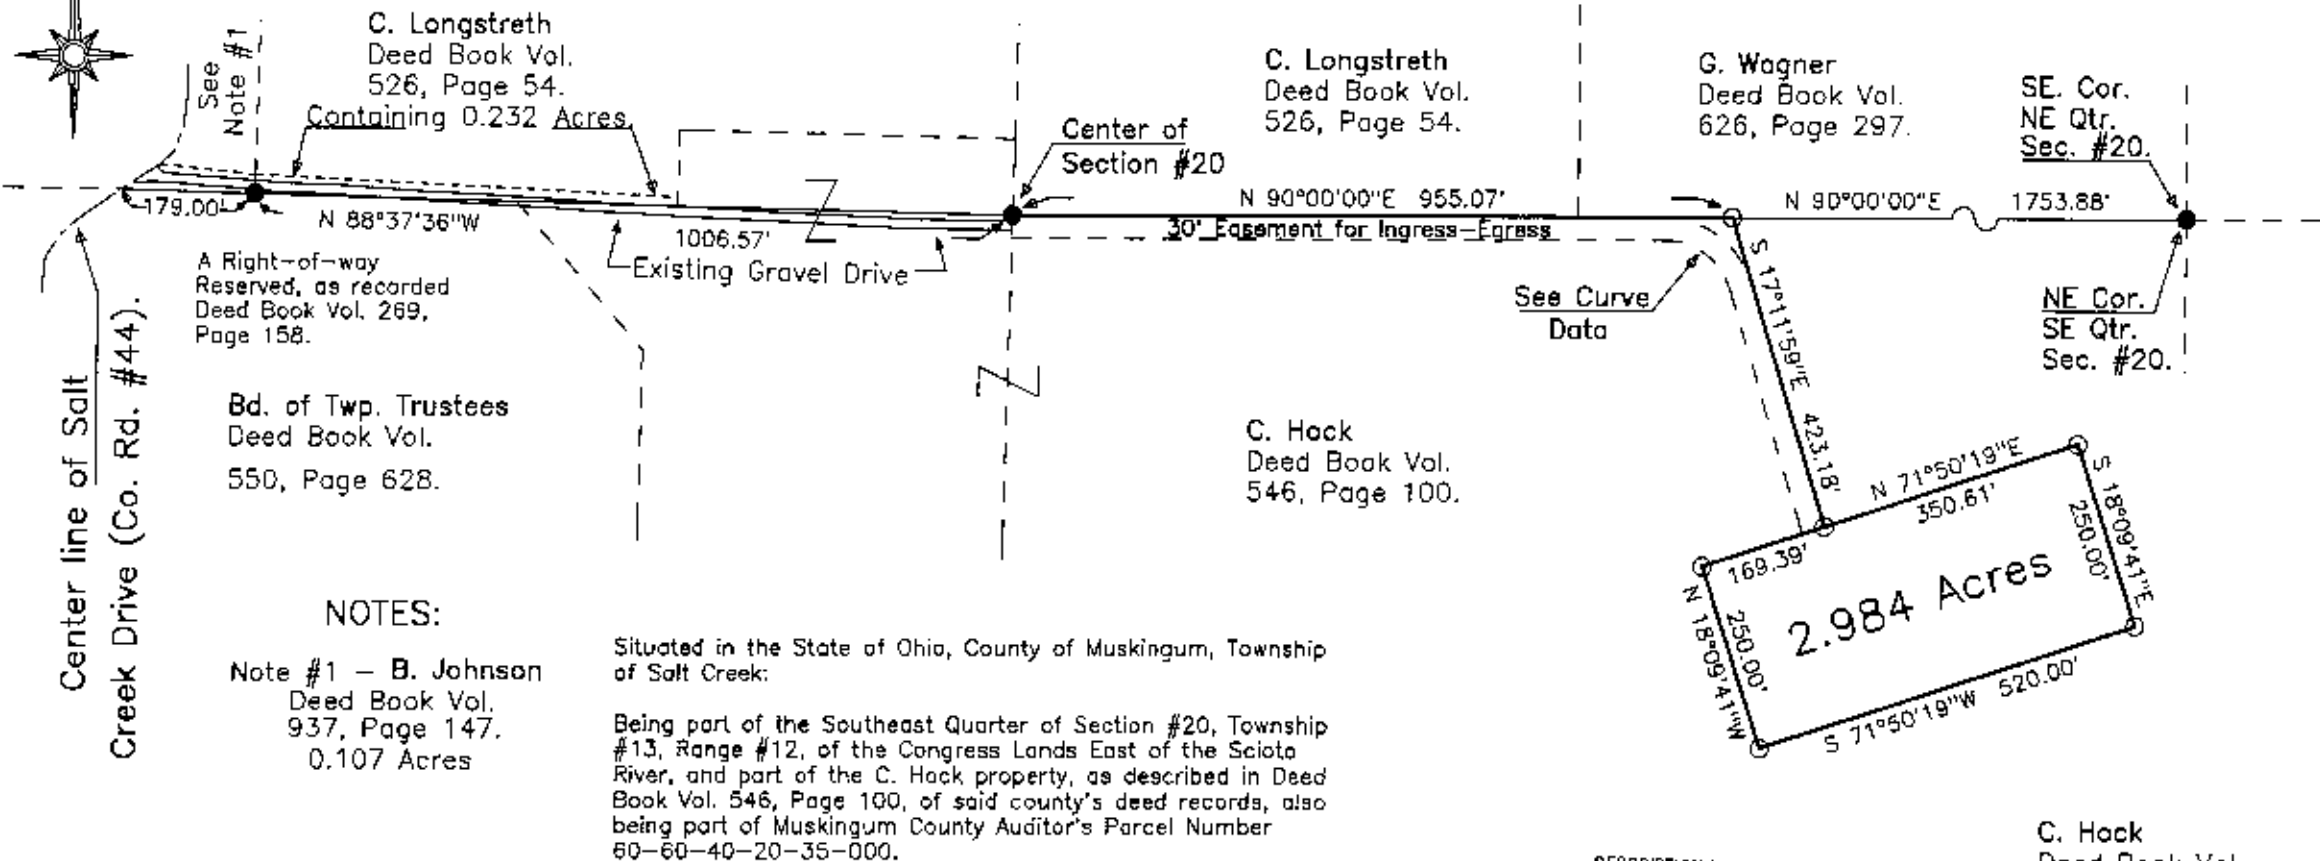 See
Note #1
C. Longstreth
Deed Book Vol.
526, Page 54.
Containing 0.232 Acres
C. Longstreth
Deed Book Vol.
526, Page 54.
G. Wagner
Deed Book Vol.
626, Page 297.
SE. Cor.
NE Qtr.
Sec. #20.
Center of
Section #20
179.00'
N 88°37'36"W
1006.57'
Existing Gravel Drive
N 90°00'00"E 955.07'
30' Easement for Ingress-Egress
N 90°00'00"E 1753.88'
A Right-of-way
Reserved, as recorded
Deed Book Vol. 269,
Page 158.
See Curve
Data
S 17°11'59"E 423.18'
NE Cor.
SE Qtr.
Sec. #20.
Center line of Salt
Creek Drive (Co. Rd. #44).
Bd. of Twp. Trustees
Deed Book Vol.
550, Page 628.
C. Hock
Deed Book Vol.
546, Page 100.
N 71°50'19"E
350.61'
169.39'
S 18°09'41"E
250.00'
2.984 Acres
N 18°09'41"W
250.00'
S 71°50'19"W 520.00'
NOTES:
Note #1 – B. Johnson
Deed Book Vol.
937, Page 147.
0.107 Acres
Situated in the State of Ohio, County of Muskingum, Township
of Salt Creek:
Being part of the Southeast Quarter of Section #20, Township
#13, Range #12, of the Congress Lands East of the Scioto
River, and part of the C. Hock property, as described in Deed
Book Vol. 546, Page 100, of said county's deed records, also
being part of Muskingum County Auditor's Parcel Number
60-60-40-20-35-000.
C. Hock
Deed Book Vol.